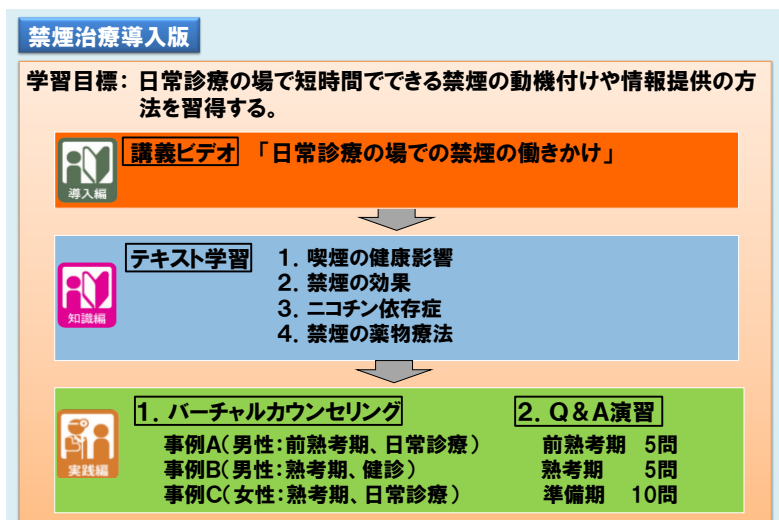 禁煙治療導入版
学習目標： 日常診療の場で短時間でできる禁煙の動機付けや情報提供の方
法を習得する。
導入編
講義ビデオ 「日常診療の場での禁煙の働きかけ」
知識編
テキスト学習 １．喫煙の健康影響
２．禁煙の効果
３．ニコチン依存症
４．禁煙の薬物療法
実践編
１．バーチャルカウンセリング
事例A（男性：前熟考期、日常診療）
事例B（男性：熟考期、健診）
事例C（女性：熟考期、日常診療）
２．Ｑ＆Ａ演習
前熟考期 5問
熟考期 5問
準備期 10問